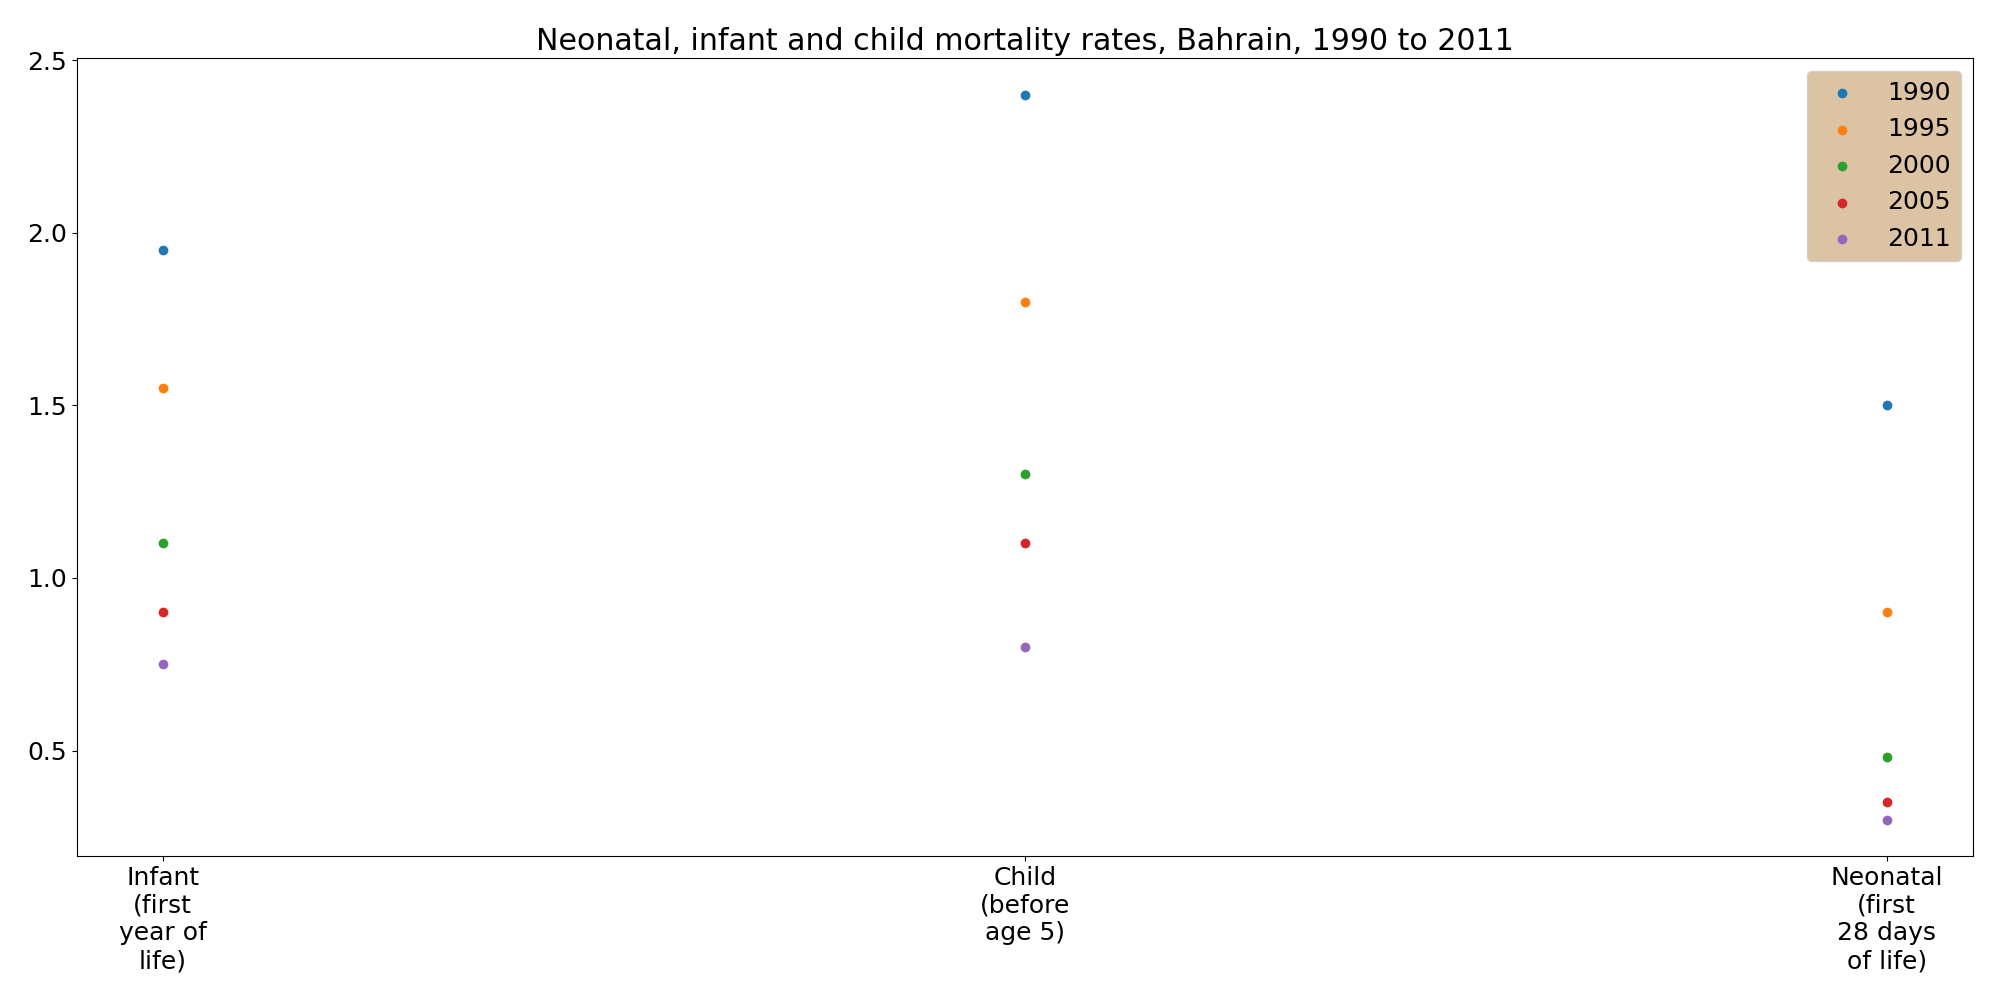 Neonatal, infant and child mortality rates, Bahrain, 1990 to 2011
2.5
2.0
1.5
1.0
0.5
1990
1995
2000
2005
2011
Infant
(first
year of
life)
Child
(before
age 5)
Neonatal
(first
28 days
of life)